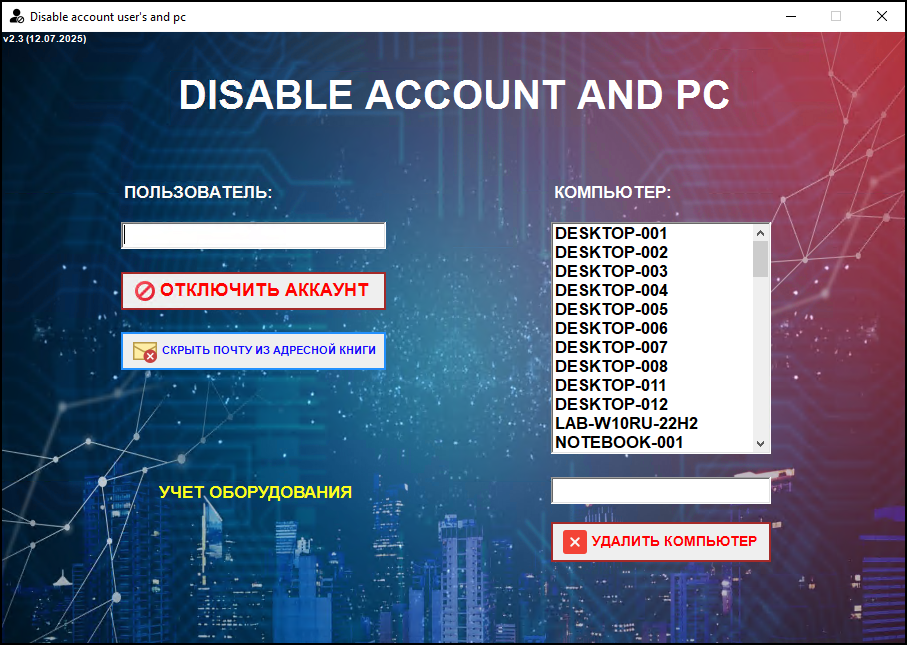 Disable account user's and pc
v2.3 (12.07.2025)
DISABLE ACCOUNT AND PC
ПОЛЬЗОВАТЕЛЬ:
ОТКЛЮЧИТЬ АККАУНТ
СКРЫТЬ ПОЧТУ ИЗ АДРЕСНОЙ КНИГИ
УЧЕТ ОБОРУДОВАНИЯ
КОМПЬЮТЕР:
DESKTOP-001
DESKTOP-002
DESKTOP-003
DESKTOP-004
DESKTOP-005
DESKTOP-006
DESKTOP-007
DESKTOP-008
DESKTOP-011
DESKTOP-012
LAB-W10RU-22H2
NOTEBOOK-001
УДАЛИТЬ КОМПЬЮТЕР